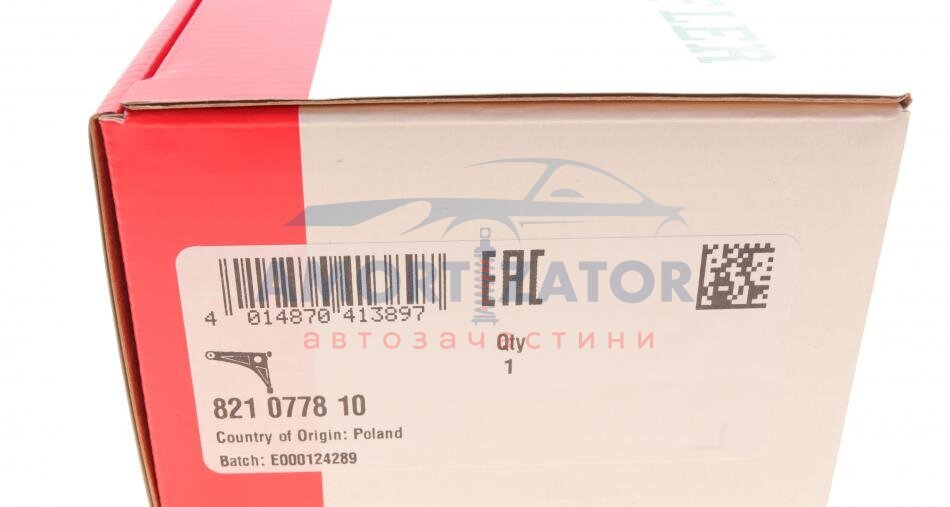 EAC
4 014870 413897
AMORTIZATOR
автозапчастини
Qty
1
821 0778 10
Country of Origin: Poland
Batch: E000124289